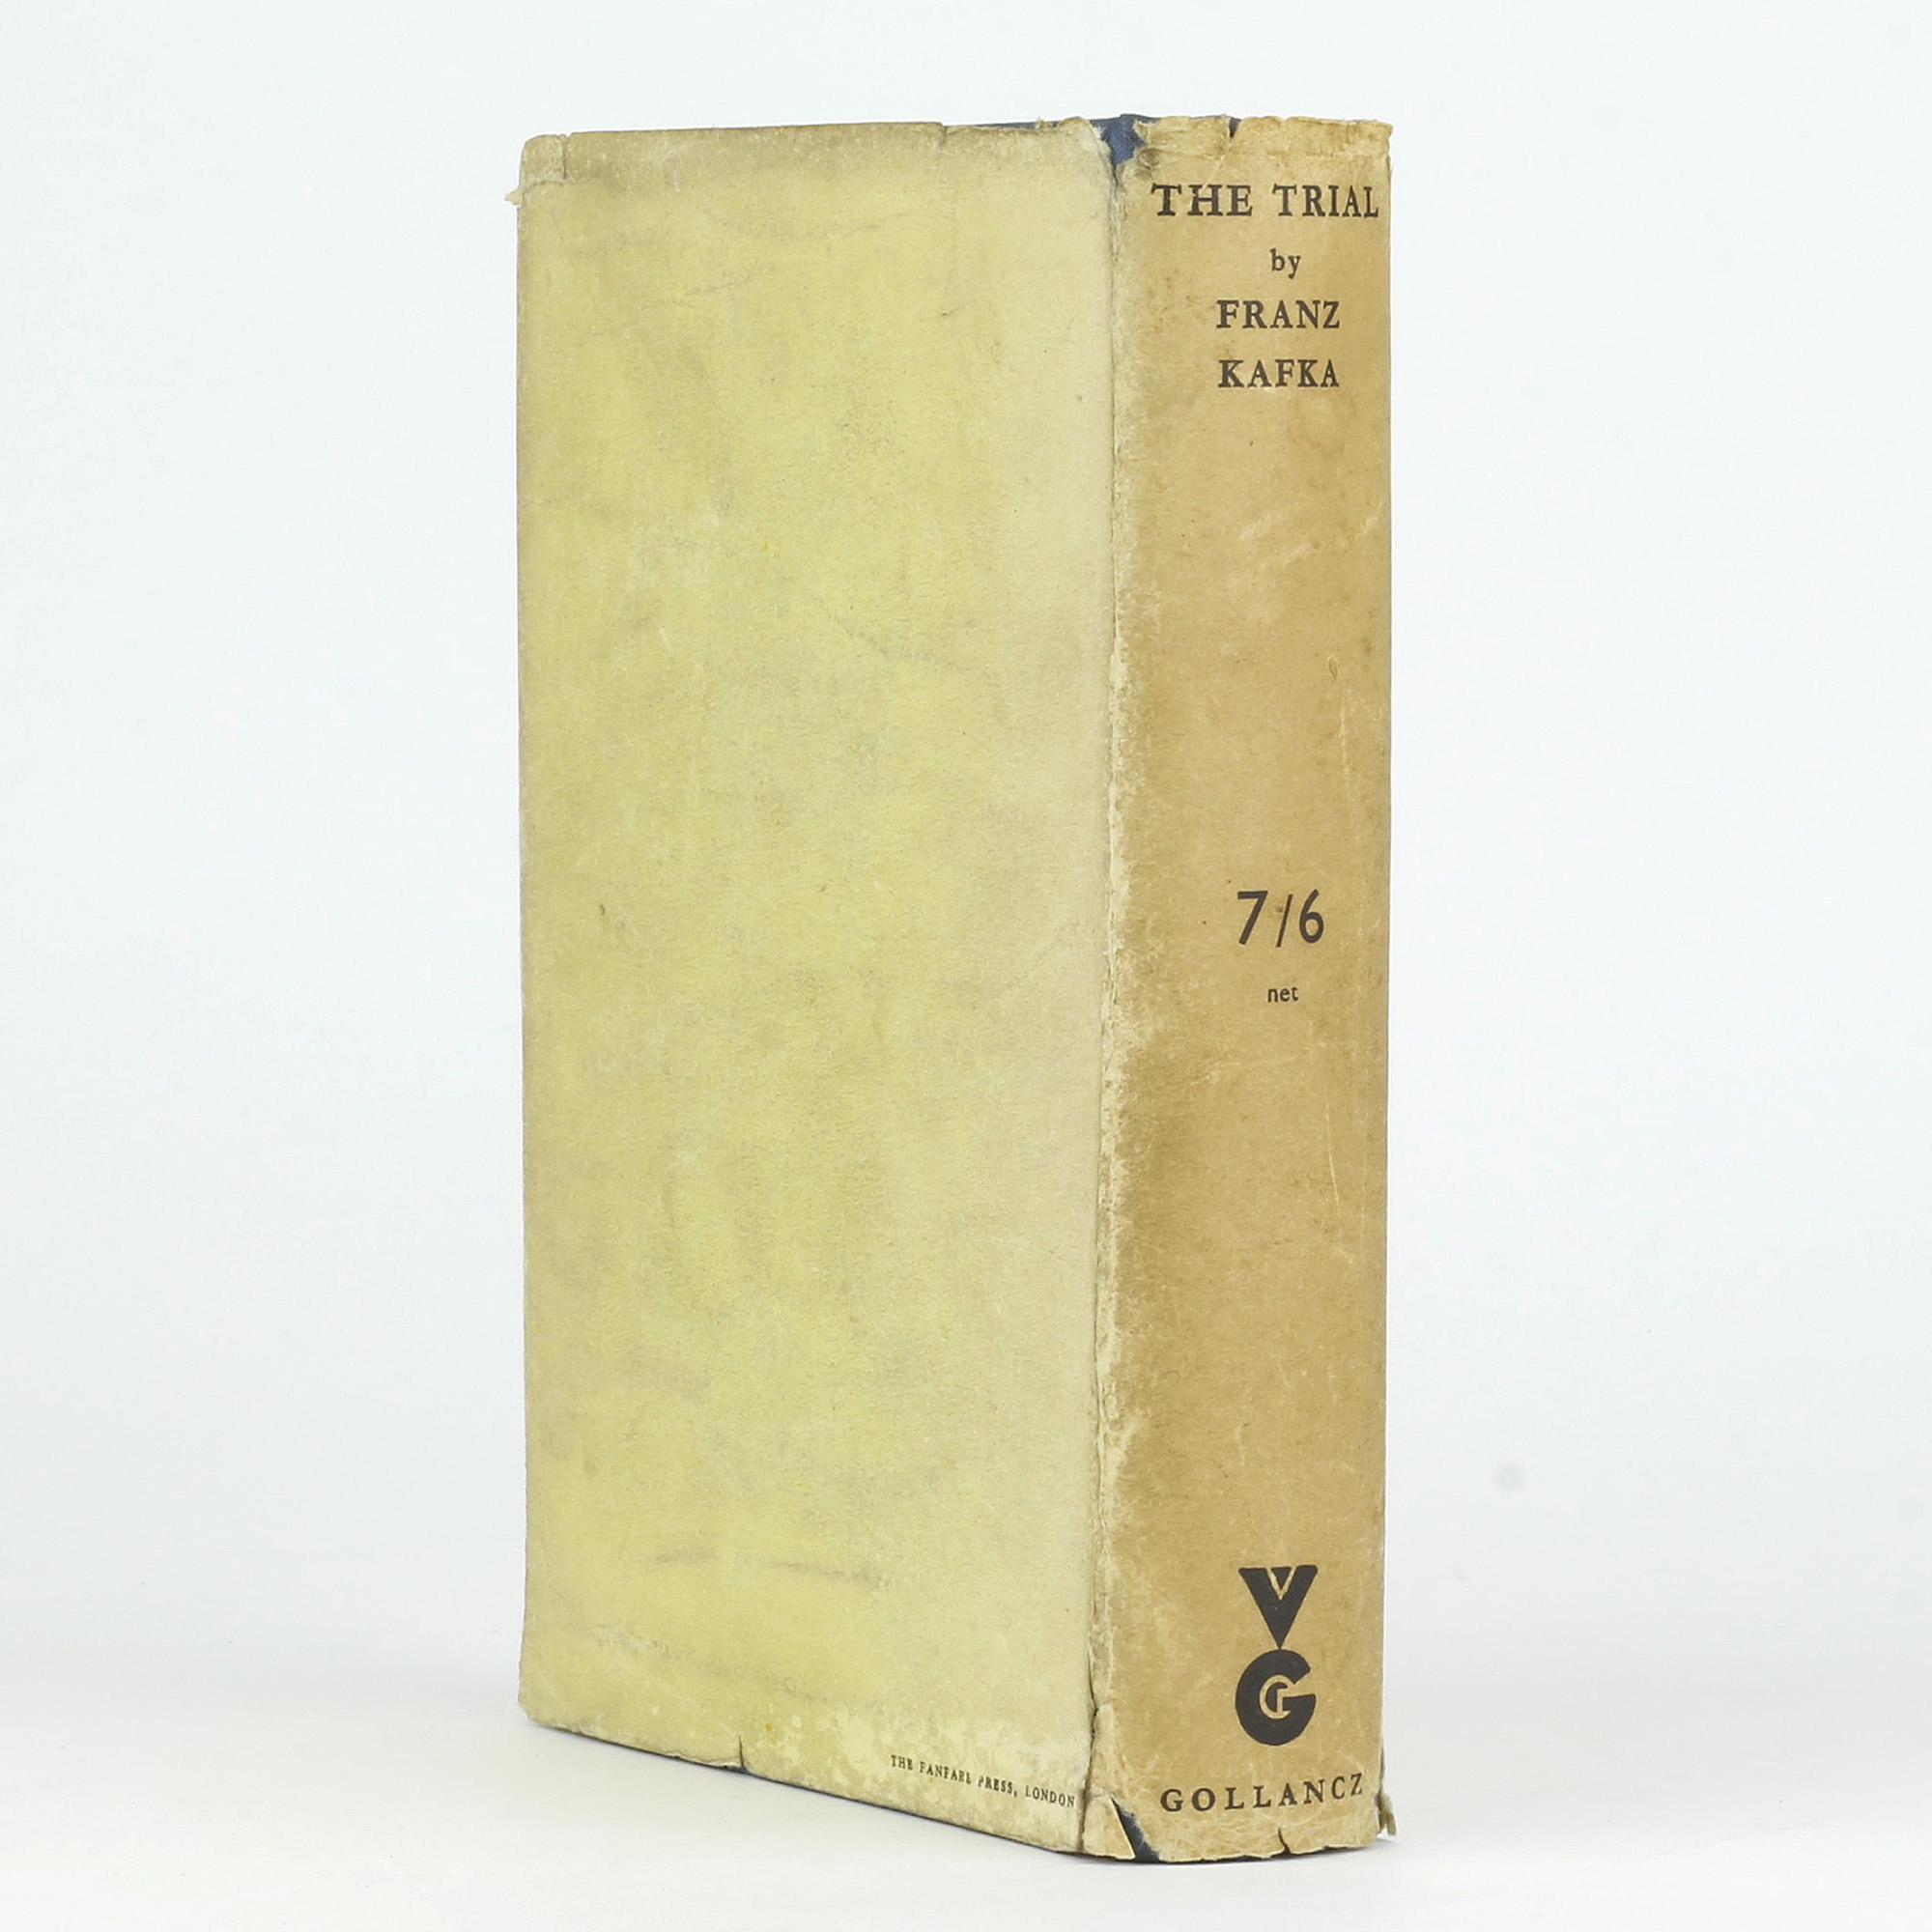 THE TRIAL
by
FRANZ
KAFKA
7/6
net
VG
GOLLANCZ
THE FANFARE PRESS, LONDON